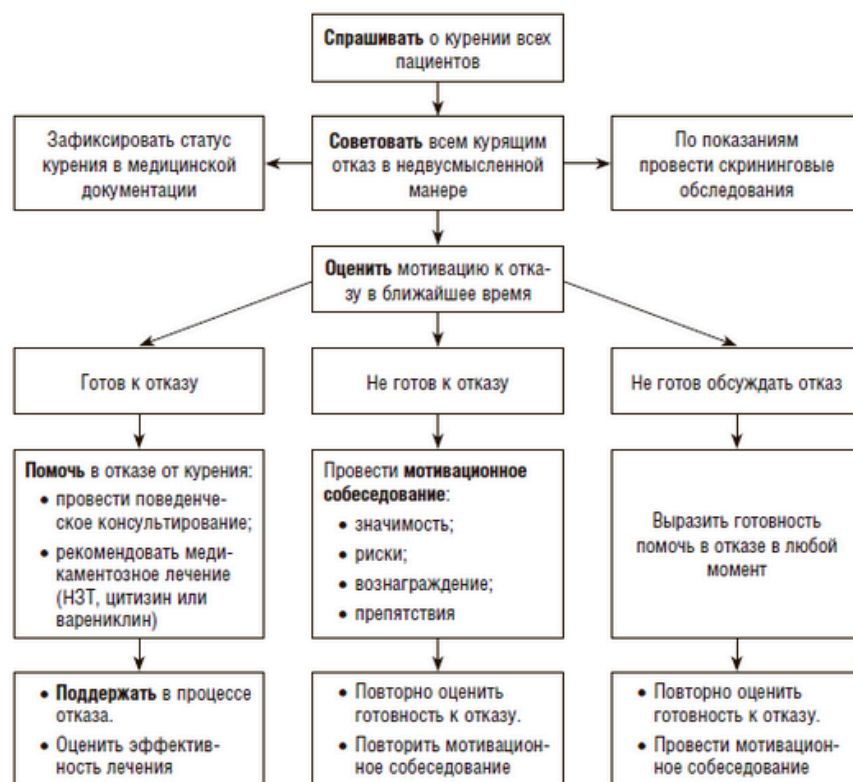 Спрашивать о курении всех
пациентов
Зафиксировать статус
курения в медицинской
документации
Советовать всем курящим
отказ в недвусмысленной
манере
По показаниям
провести скрининговые
обследования
Оценить мотивацию к отка-
зу в ближайшее время
Готов к отказу
Не готов к отказу
Не готов обсуждать отказ
Помочь в отказе от курения:
• провести поведенче-
ское консультирование;
• рекомендовать меди-
каментозное лечение
(НЗТ, цитизин или
варениклин)
Провести мотивационное
собеседование:
• значимость;
• риски;
• вознаграждение;
• препятствия
Выразить готовность
помочь в отказе в любой
момент
• Поддержать в процессе
отказа.
• Оценить эффектив-
ность лечения
• Повторно оценить
готовность к отказу.
• Повторить мотивацион-
ное собеседование
• Повторно оценить
готовность к отказу.
• Провести мотивацион-
ное собеседование